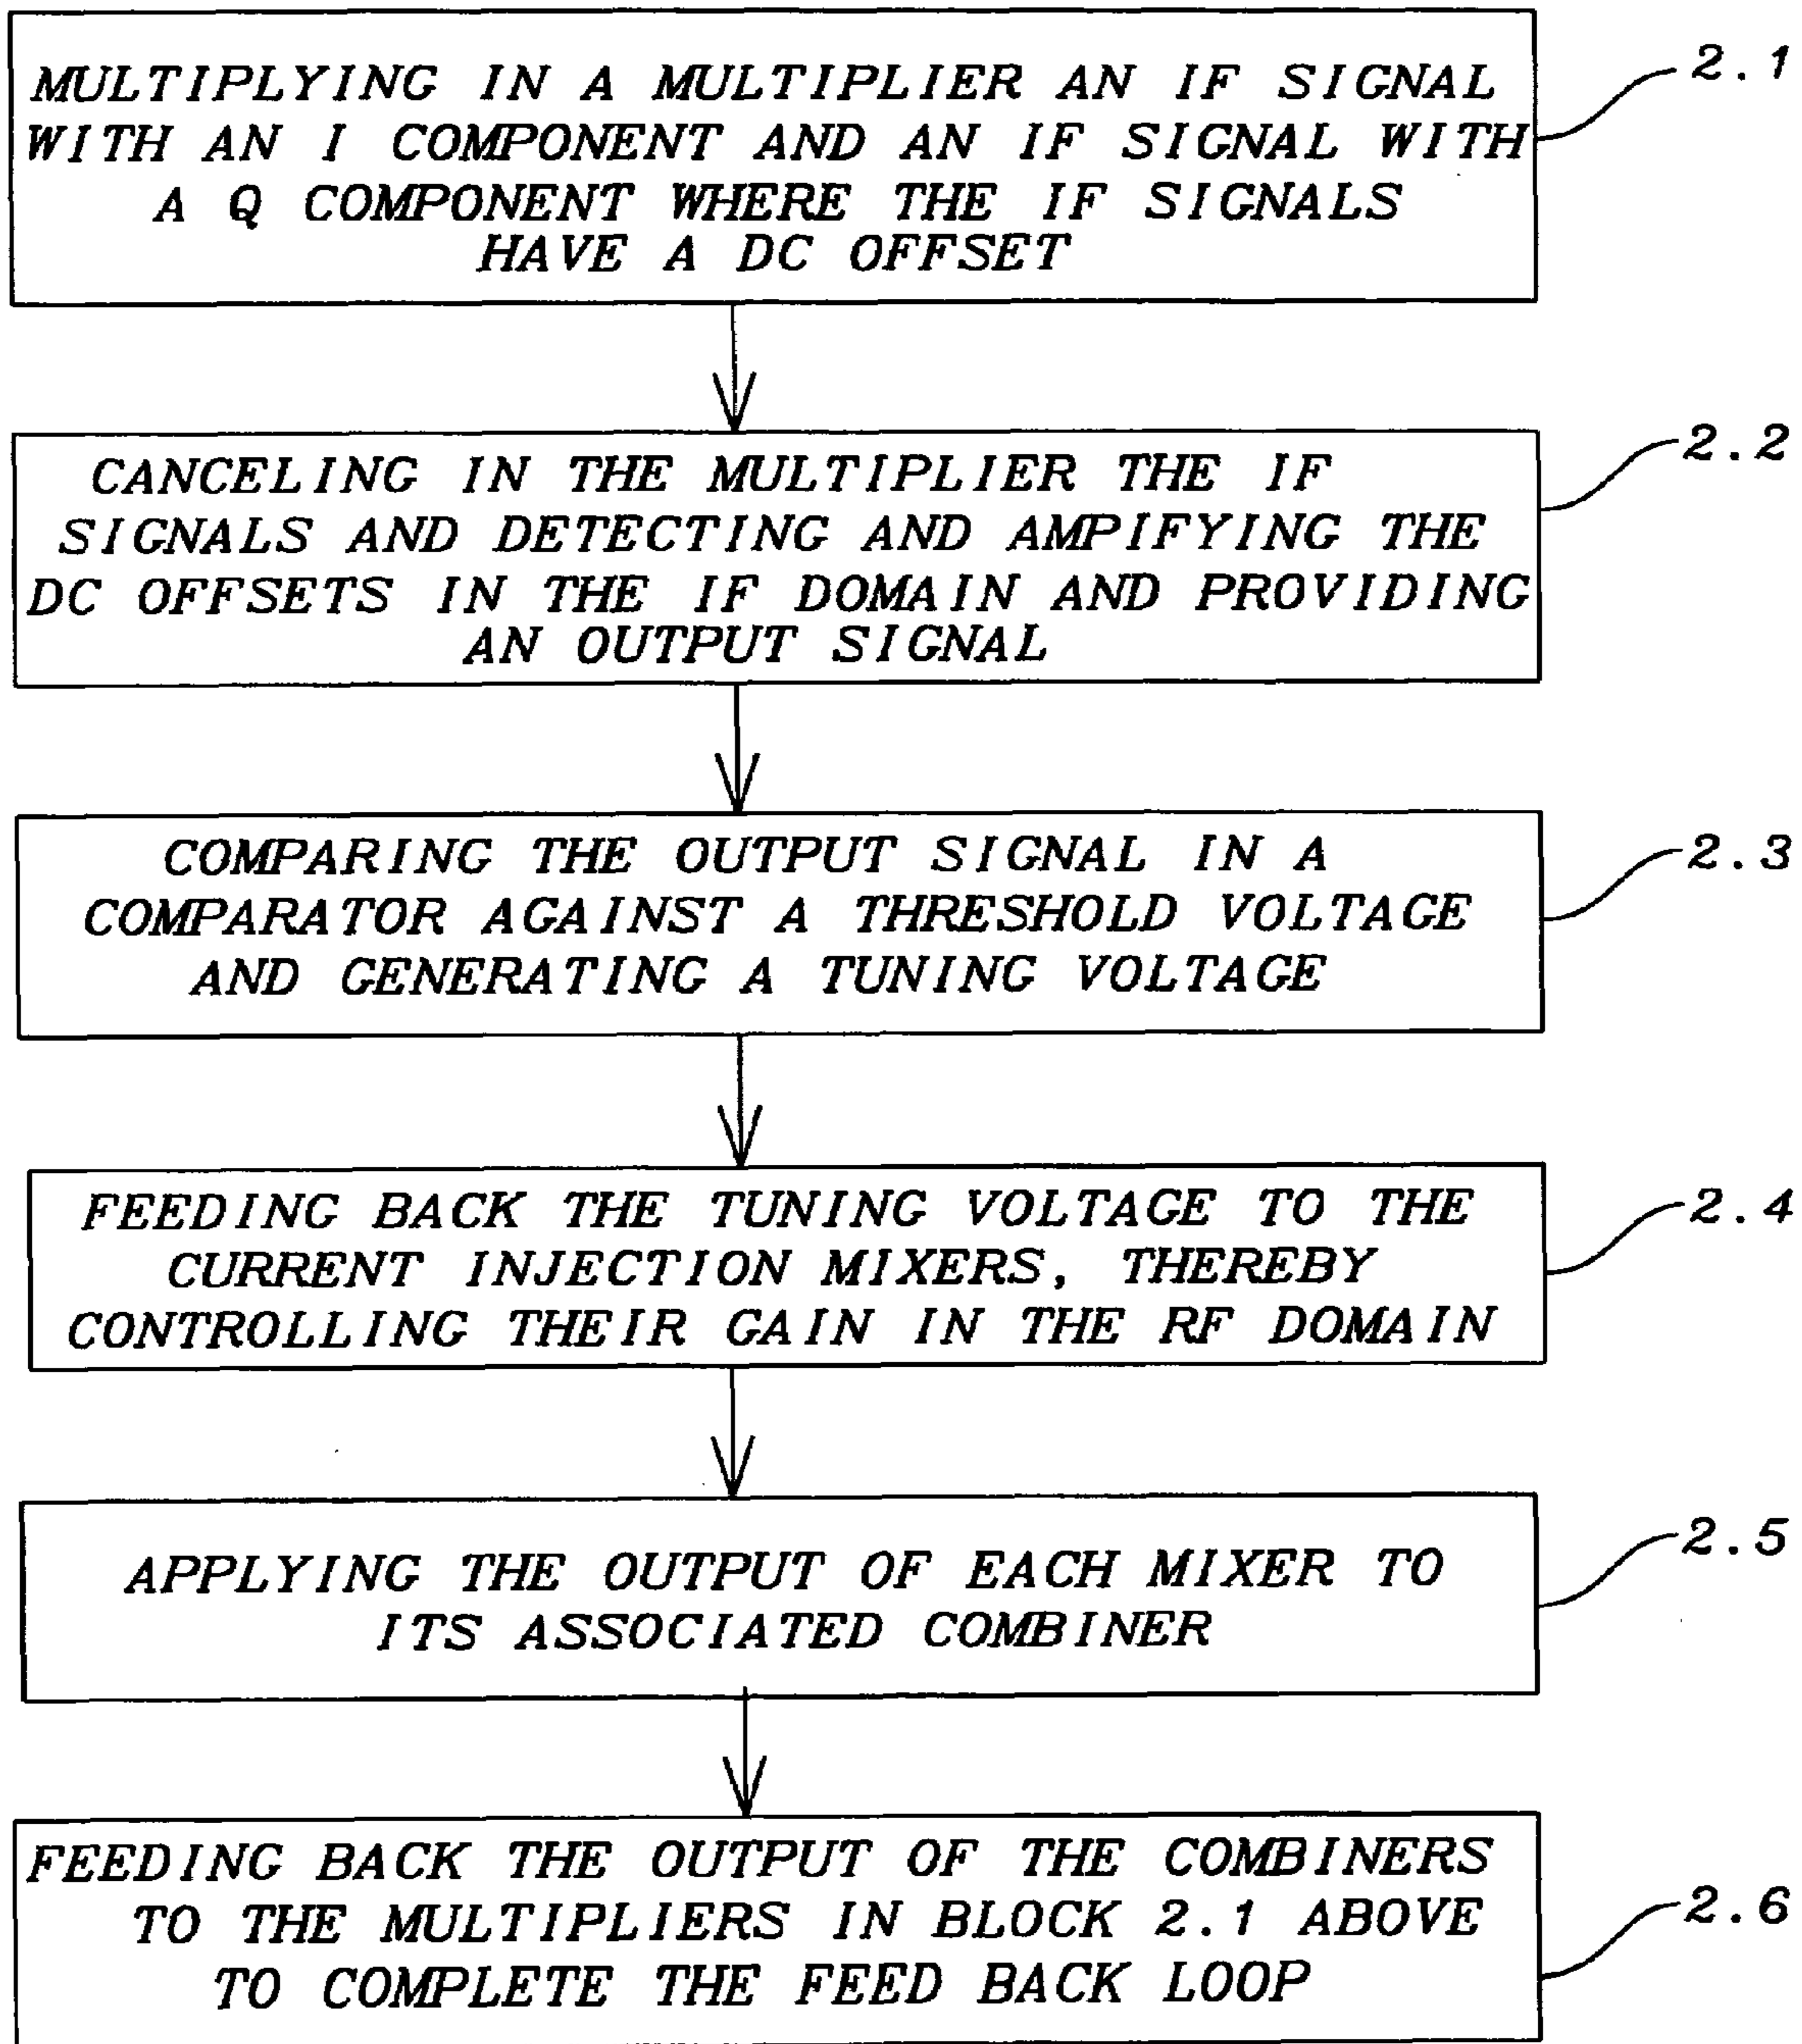 MULTIPLYING IN A MULTIPLIER AN IF SIGNAL
WITH AN I COMPONENT AND AN IF SIGNAL WITH
A Q COMPONENT WHERE THE IF SIGNALS
HAVE A DC OFFSET
2.1
CANCELING IN THE MULTIPLIER THE IF
SIGNALS AND DETECTING AND AMPIFYING THE
DC OFFSETS IN THE IF DOMAIN AND PROVIDING
AN OUTPUT SIGNAL
2.2
COMPARING THE OUTPUT SIGNAL IN A
COMPARATOR AGAINST A THRESHOLD VOLTAGE
AND GENERATING A TUNING VOLTAGE
2.3
FEEDING BACK THE TUNING VOLTAGE TO THE
CURRENT INJECTION MIXERS, THEREBY
CONTROLLING THEIR GAIN IN THE RF DOMAIN
2.4
APPLYING THE OUTPUT OF EACH MIXER TO
ITS ASSOCIATED COMBINER
2.5
FEEDING BACK THE OUTPUT OF THE COMBINERS
TO THE MULTIPLIERS IN BLOCK 2.1 ABOVE
TO COMPLETE THE FEED BACK LOOP
2.6